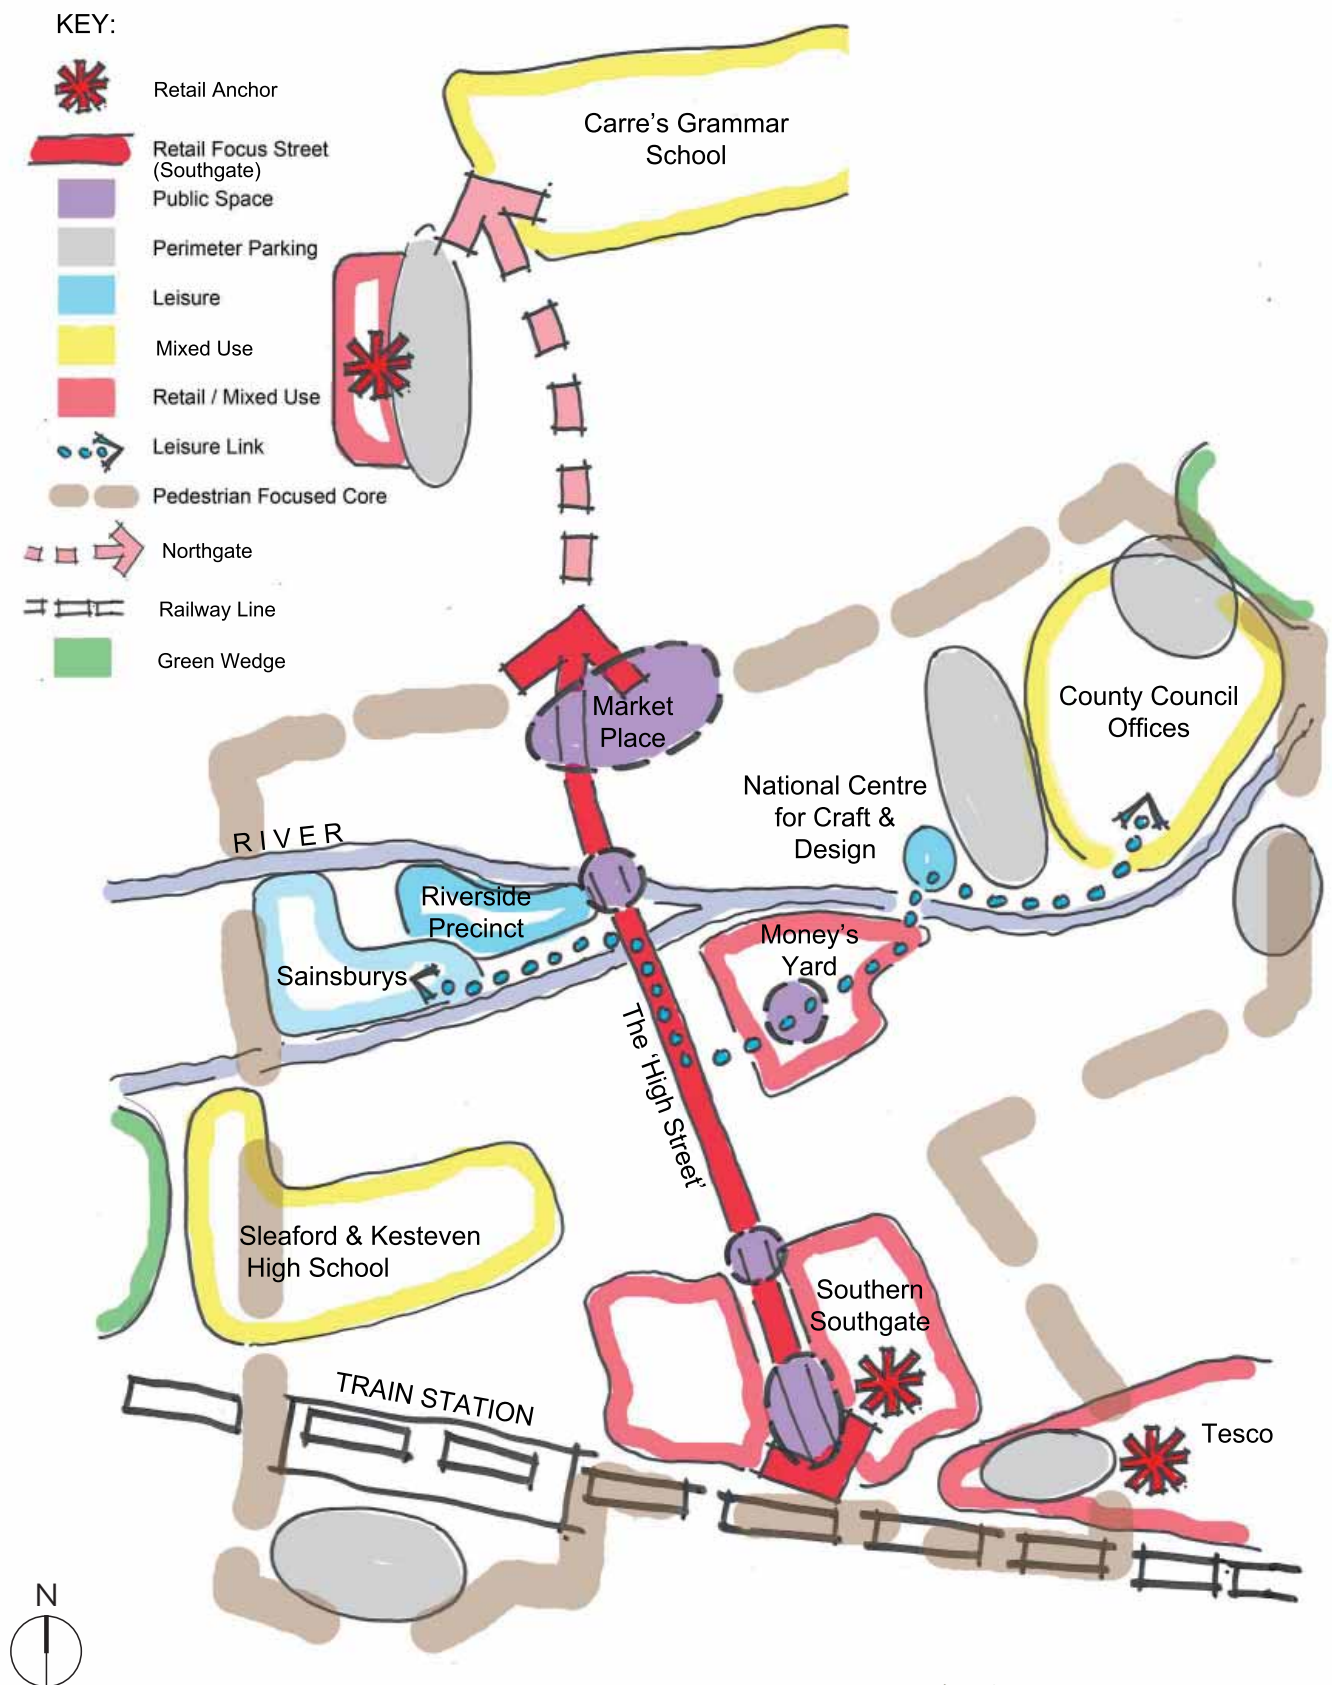 KEY:
Retail Anchor
Retail Focus Street
(Southgate)
Public Space
Perimeter Parking
Leisure
Mixed Use
Retail / Mixed Use
Leisure Link
Pedestrian Focused Core
Northgate
Railway Line
Green Wedge
Carre's Grammar
School
Market
Place
County Council
Offices
National Centre
for Craft &
Design
RIVER
Riverside
Precinct
Sainsburys
Money's
Yard
The 'High Street'
Sleaford & Kesteven
High School
Southern
Southgate
TRAIN STATION
Tesco
N